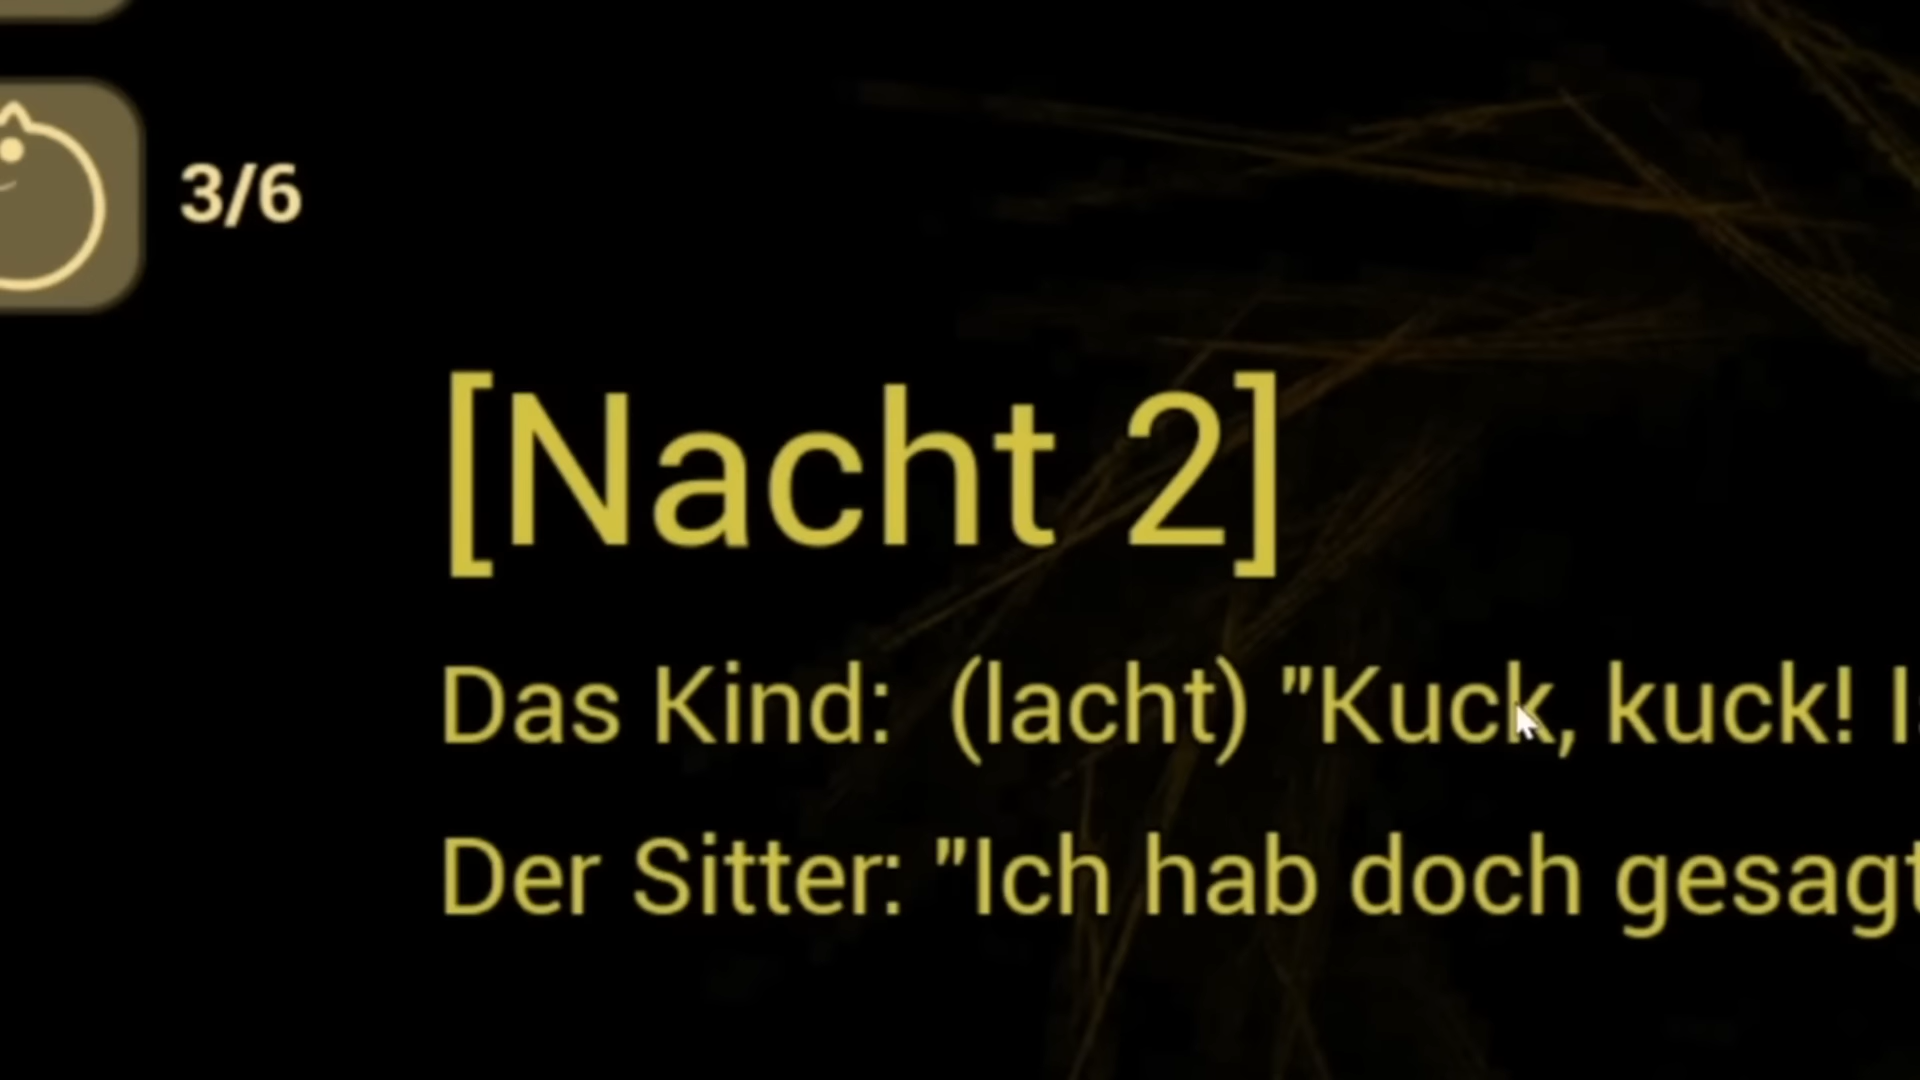 3/6
[Nacht 2]
Das Kind: (lacht) "Kuck, kuck!
Der Sitter: "Ich hab doch gesagt